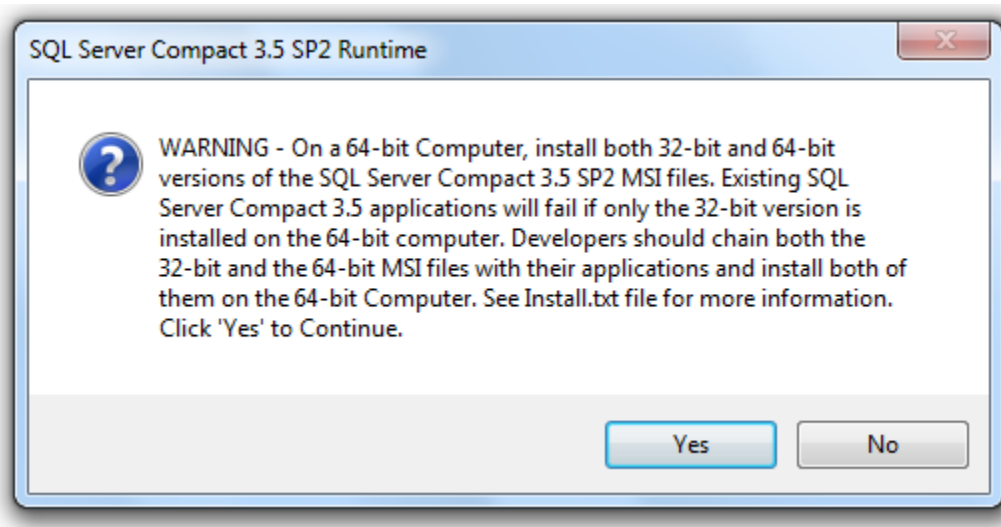 SQL Server Compact 3.5 SP2 Runtime
WARNING - On a 64-bit Computer, install both 32-bit and 64-bit
versions of the SQL Server Compact 3.5 SP2 MSI files. Existing SQL
Server Compact 3.5 applications will fail if only the 32-bit version is
installed on the 64-bit computer. Developers should chain both the
32-bit and the 64-bit MSI files with their applications and install both of
them on the 64-bit Computer. See Install.txt file for more information.
Click 'Yes' to Continue.
Yes
No